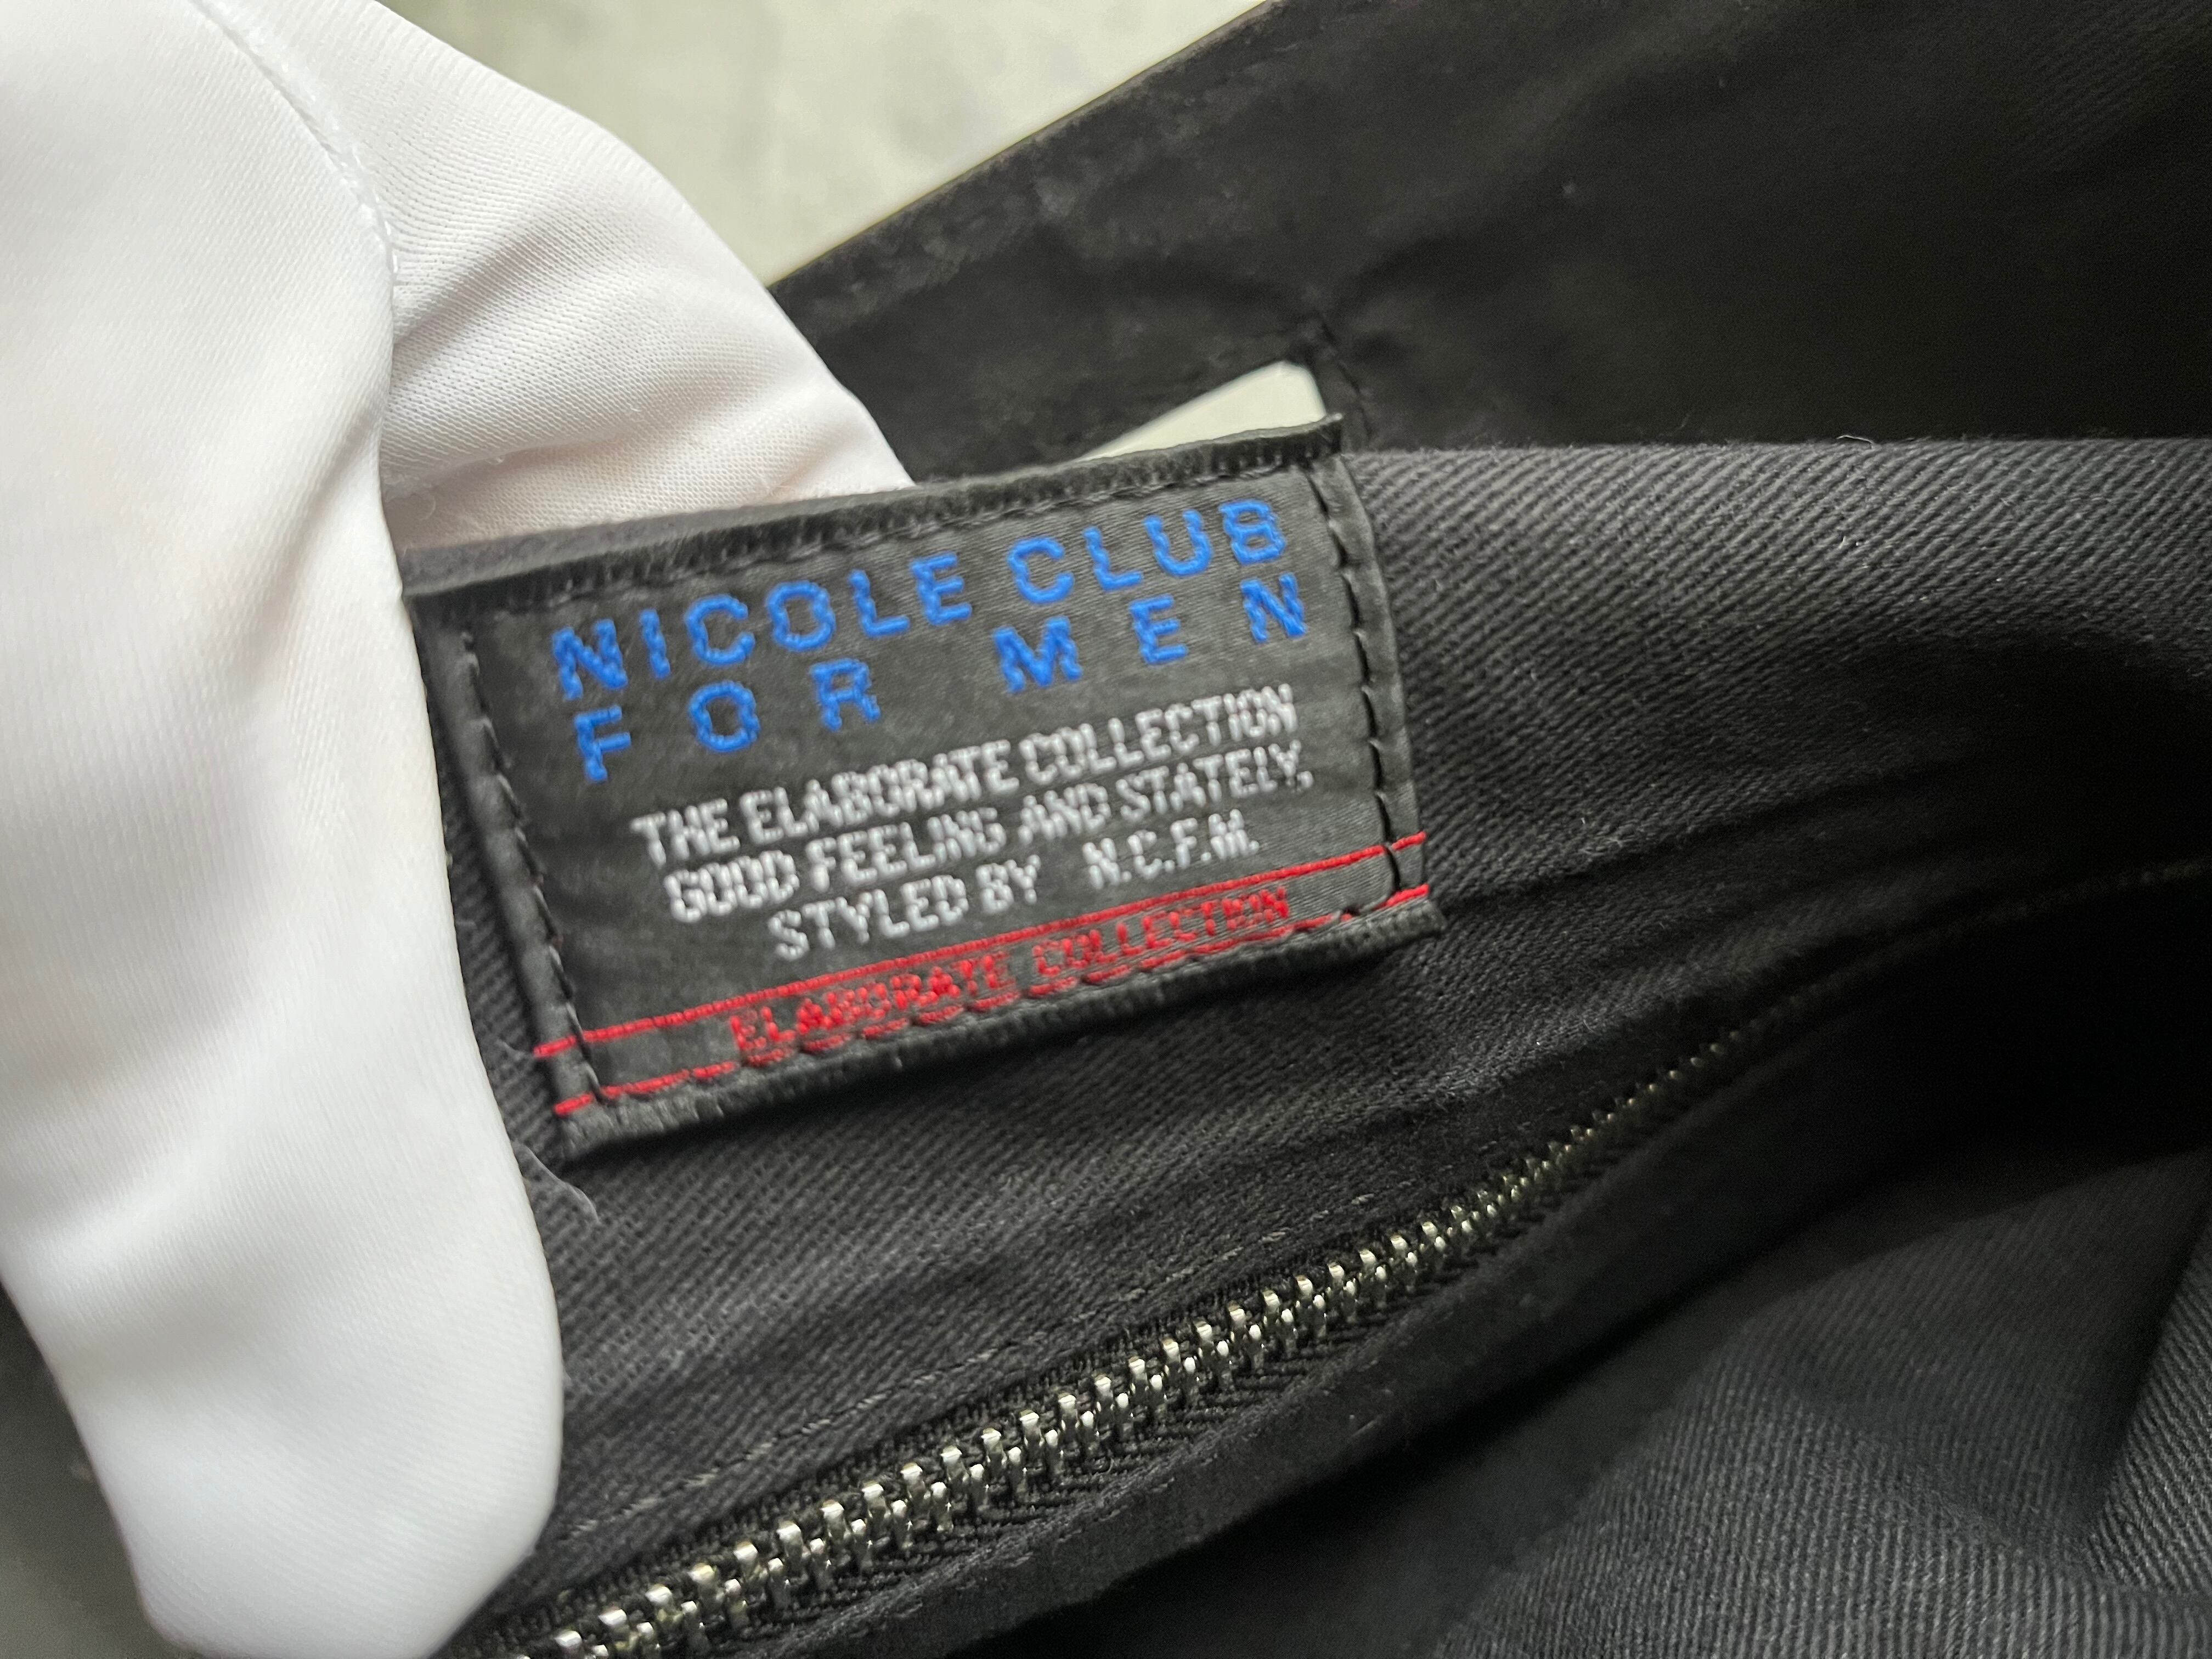 NICOLE CLUB
FOR MEN
THE ELABORATE COLLECTION
GOOD FEELING AND STATELY,
STYLED BY N.C.F.M.
ELABORATE COLLECTION